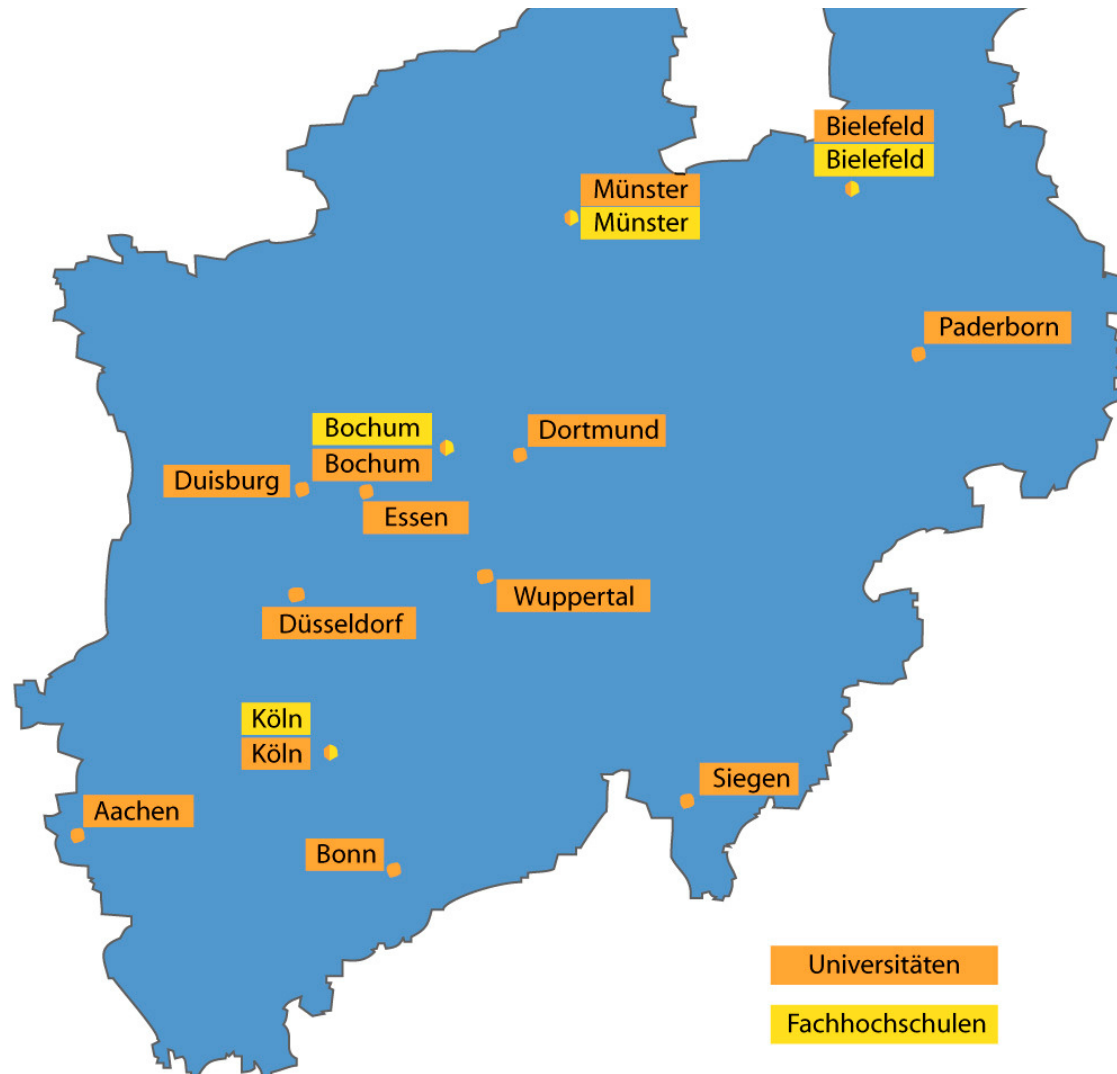 Bielefeld
Bielefeld
Münster
Münster
Paderborn
Bochum
Dortmund
Bochum
Duisburg
Essen
Wuppertal
Düsseldorf
Köln
Köln
Siegen
Aachen
Bonn
Universitäten
Fachhochschulen